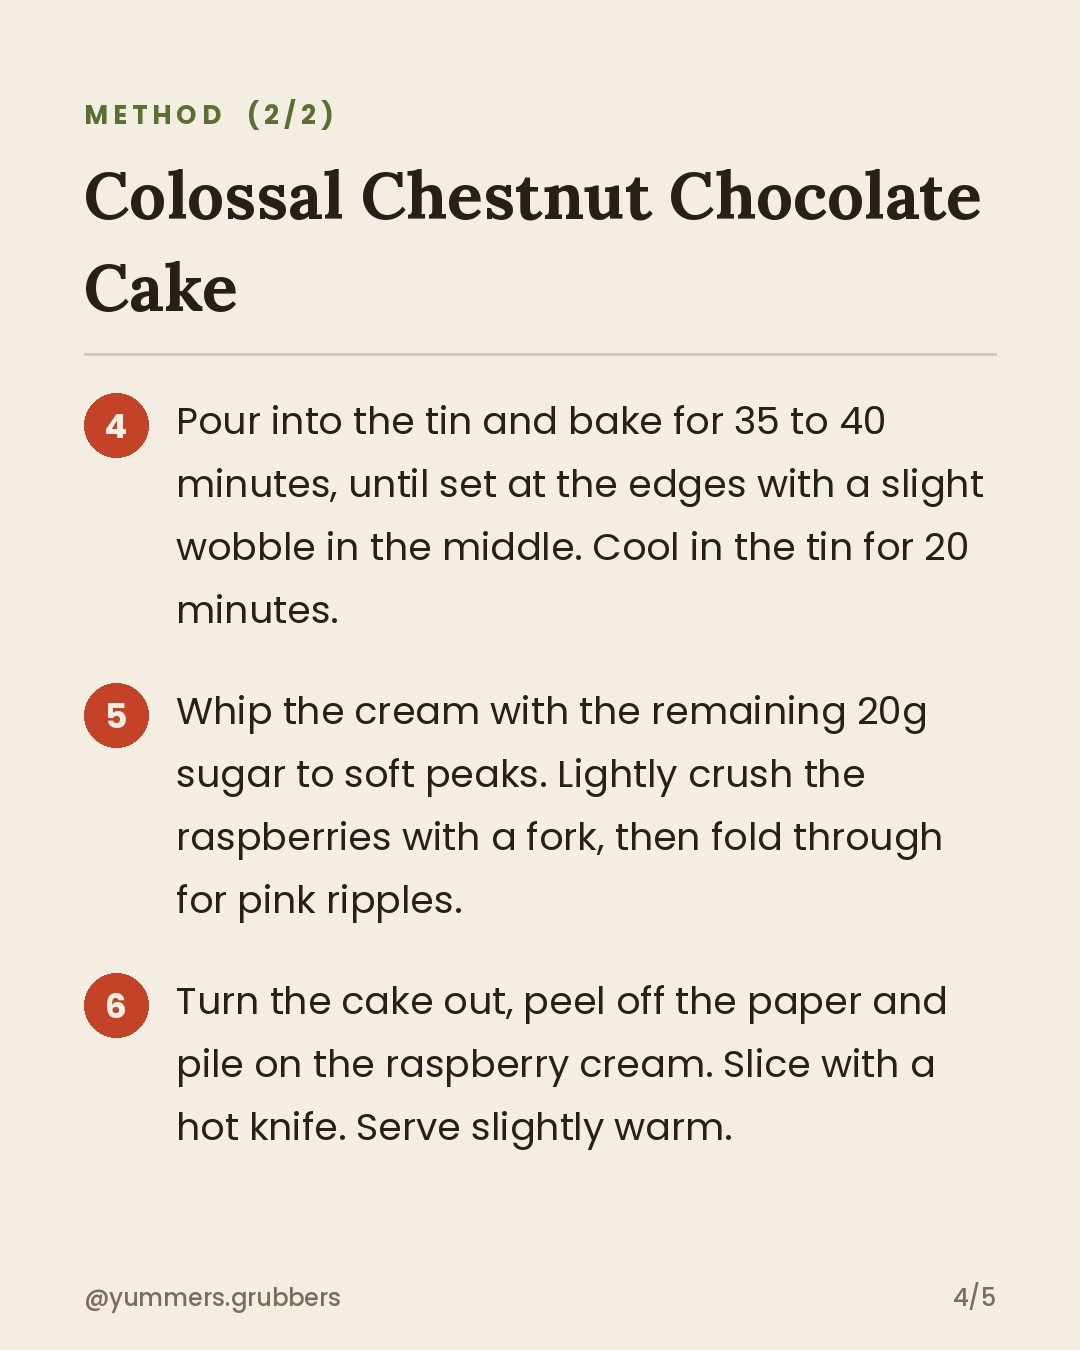 METHOD (2/2)
Colossal Chestnut Chocolate
Cake
4 Pour into the tin and bake for 35 to 40
minutes, until set at the edges with a slight
wobble in the middle. Cool in the tin for 20
minutes.
5 Whip the cream with the remaining 20g
sugar to soft peaks. Lightly crush the
raspberries with a fork, then fold through
for pink ripples.
6 Turn the cake out, peel off the paper and
pile on the raspberry cream. Slice with a
hot knife. Serve slightly warm.
@yummers.grubbers 4/5